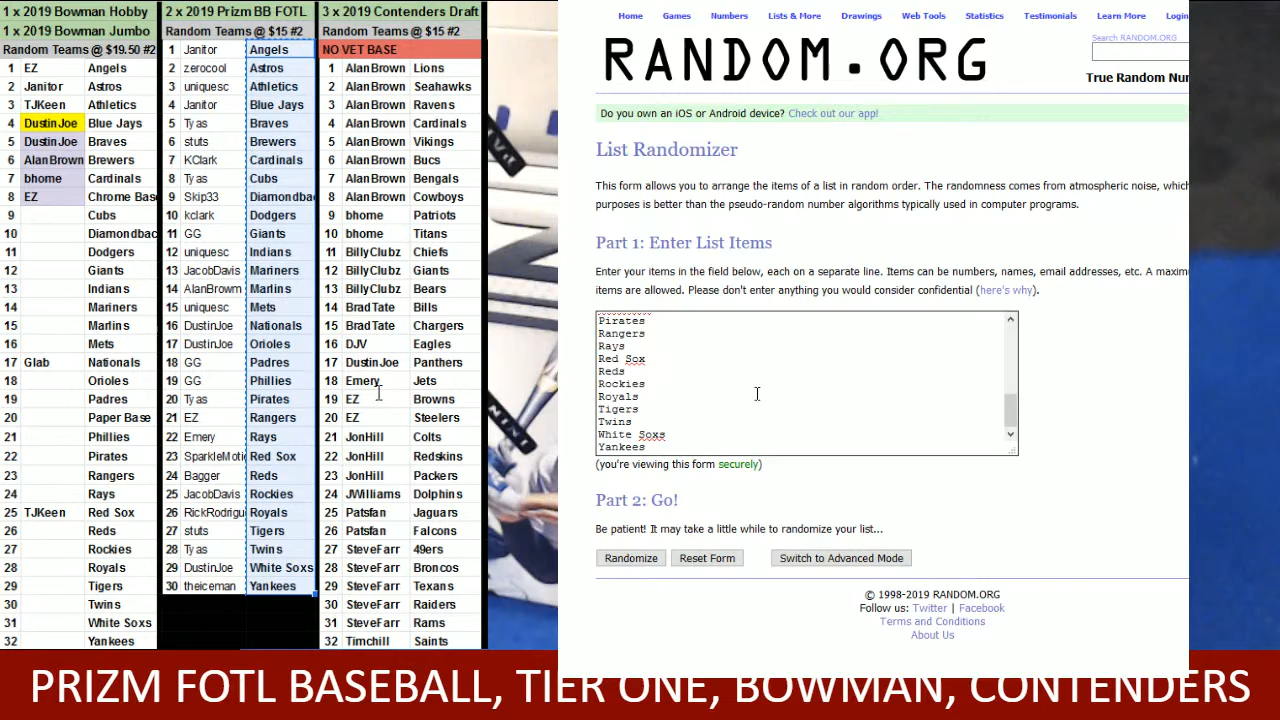 1 x 2019 Bowman Hobby
1 x 2019 Bowman Jumbo
Random Teams @ $19.50 #2
1 EZ Angels
2 Janitor Astros
3 TJKeen Athletics
4 DustinJoe Blue Jays
5 DustinJoe Braves
6 AlanBrown Brewers
7 bhome Cardinals
8 EZ Chrome Base
9 Cubs
10 Diamondbac
11 Dodgers
12 Giants
13 Indians
14 Mariners
15 Marlins
16 Mets
17 Glab Nationals
18 Orioles
19 Padres
20 Paper Base
21 Phillies
22 Pirates
23 Rangers
24 Rays
25 TJKeen Red Sox
26 Reds
27 Rockies
28 Royals
29 Tigers
30 Twins
31 White Soxs
32 Yankees
2 x 2019 Prizm BB FOTL
Random Teams @ $15 #2
1 Janitor Angels
2 zerocool Astros
3 uniquesc Athletics
4 Janitor Blue Jays
5 Tyas Braves
6 stuts Brewers
7 KClark Cardinals
8 Tyas Cubs
9 Skip33 Diamondba
10 kclark Dodgers
11 GG Giants
12 uniquesc Indians
13 JacobDavis Mariners
14 AlanBrown Marlins
15 uniquesc Mets
16 DustinJoe Nationals
17 DustinJoe Orioles
18 GG Padres
19 GG Phillies
20 Tyas Pirates
21 EZ Rangers
22 Emery Rays
23 SparkleMoti Red Sox
24 Bagger Reds
25 JacobDavis Rockies
26 RickRodrigu Royals
27 stuts Tigers
28 Tyas Twins
29 DustinJoe White Soxs
30 theiceman Yankees
3 x 2019 Contenders Draft
Random Teams @ $15 #2
NO VET BASE
1 AlanBrown Lions
2 AlanBrown Seahawks
3 AlanBrown Ravens
4 AlanBrown Cardinals
5 AlanBrown Vikings
6 AlanBrown Bucs
7 AlanBrown Bengals
8 AlanBrown Cowboys
9 bhome Patriots
10 bhome Titans
11 BillyClubz Chiefs
12 BillyClubz Giants
13 BillyClubz Bears
14 BradTate Bills
15 BradTate Chargers
16 DJV Eagles
17 DustinJoe Panthers
18 Emery Jets
19 EZ Browns
20 EZ Steelers
21 JonHill Colts
22 JonHill Redskins
23 JonHill Packers
24 JWilliams Dolphins
25 Patsfan Jaguars
26 Patsfan Falcons
27 SteveFarr 49ers
28 SteveFarr Broncos
29 SteveFarr Texans
30 SteveFarr Raiders
31 SteveFarr Rams
32 Timchill Saints
MINI
Home Games Numbers Lists & More Drawings Web Tools Statistics Testimonials Learn More Login
RANDOM.ORG
Search RANDOM.ORG
True Random Nur
Do you own an iOS or Android device? Check out our app!
List Randomizer
This form allows you to arrange the items of a list in random order. The randomness comes from atmospheric noise, which
purposes is better than the pseudo-random number algorithms typically used in computer programs.
Part 1: Enter List Items
Enter your items in the field below, each on a separate line. Items can be numbers, names, email addresses, etc. A maximu
items are allowed. Please don't enter anything you would consider confidential (here's why).
Pirates
Rangers
Rays
Red Sox
Reds
Rockies
Royals
Tigers
Twins
White Soxs
Yankees
(you're viewing this form securely)
Part 2: Go!
Be patient! It may take a little while to randomize your list...
Randomize Reset Form Switch to Advanced Mode
© 1998-2019 RANDOM.ORG
Follow us: Twitter | Facebook
Terms and Conditions
About Us
PRIZM FOTL BASEBALL, TIER ONE, BOWMAN, CONTENDERS